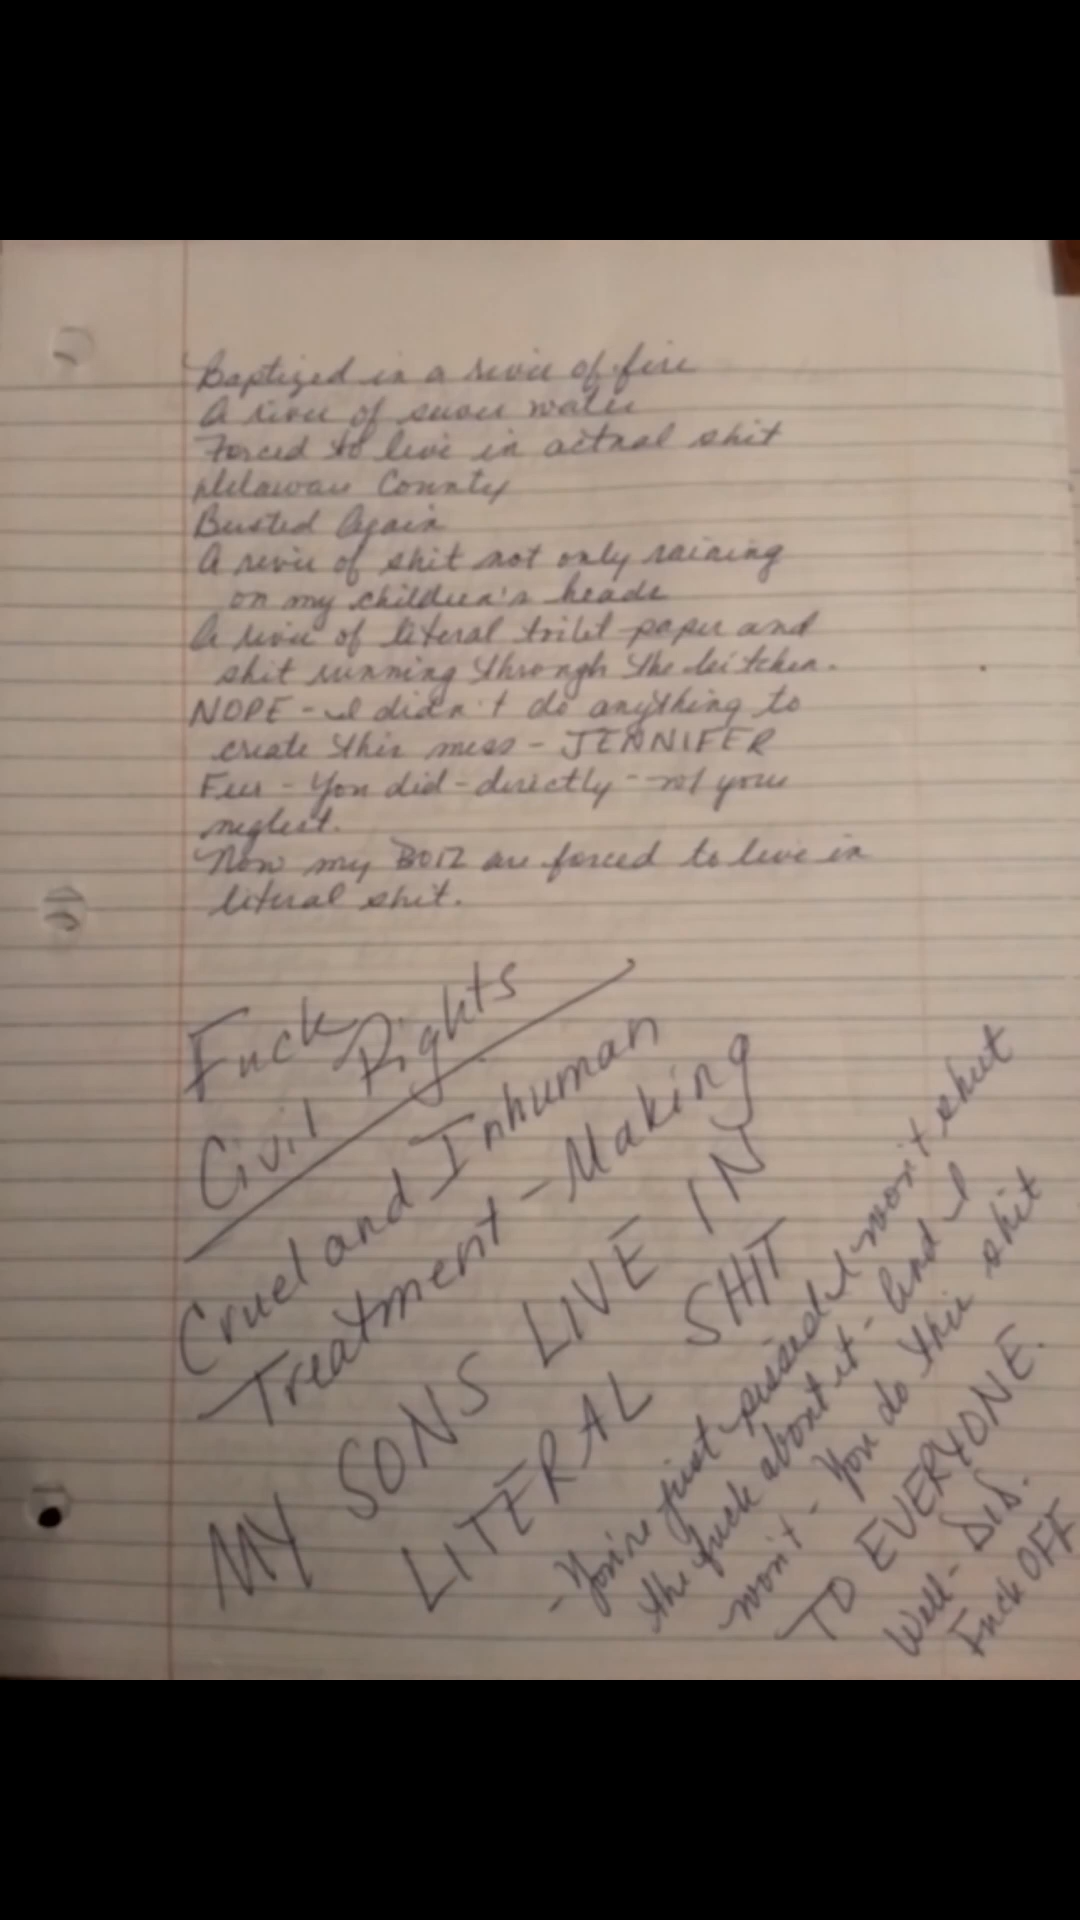 Baptized in a river of fire
A river of sewer water
Forced to live in actual shit
Delaware County
Busted Again
A river of shit not only raining
on my children's heads
A river of literal toilet paper and
shit running through the kitchen.
NOPE - I didn't do anything to
create this mess - JENNIFER
- You did - directly - your
neglect.
Now my are forced to live in
literal shit.
Fuck
Civil Rights
Cruel and Inhuman
Treatment - Making
MY SONS LIVE IN
LITERAL SHIT
- You're just pissed I won't shut
the fuck about it - And I
won't - You do this shit
TO EVERYONE.
Well - DID.
Fuck OFF